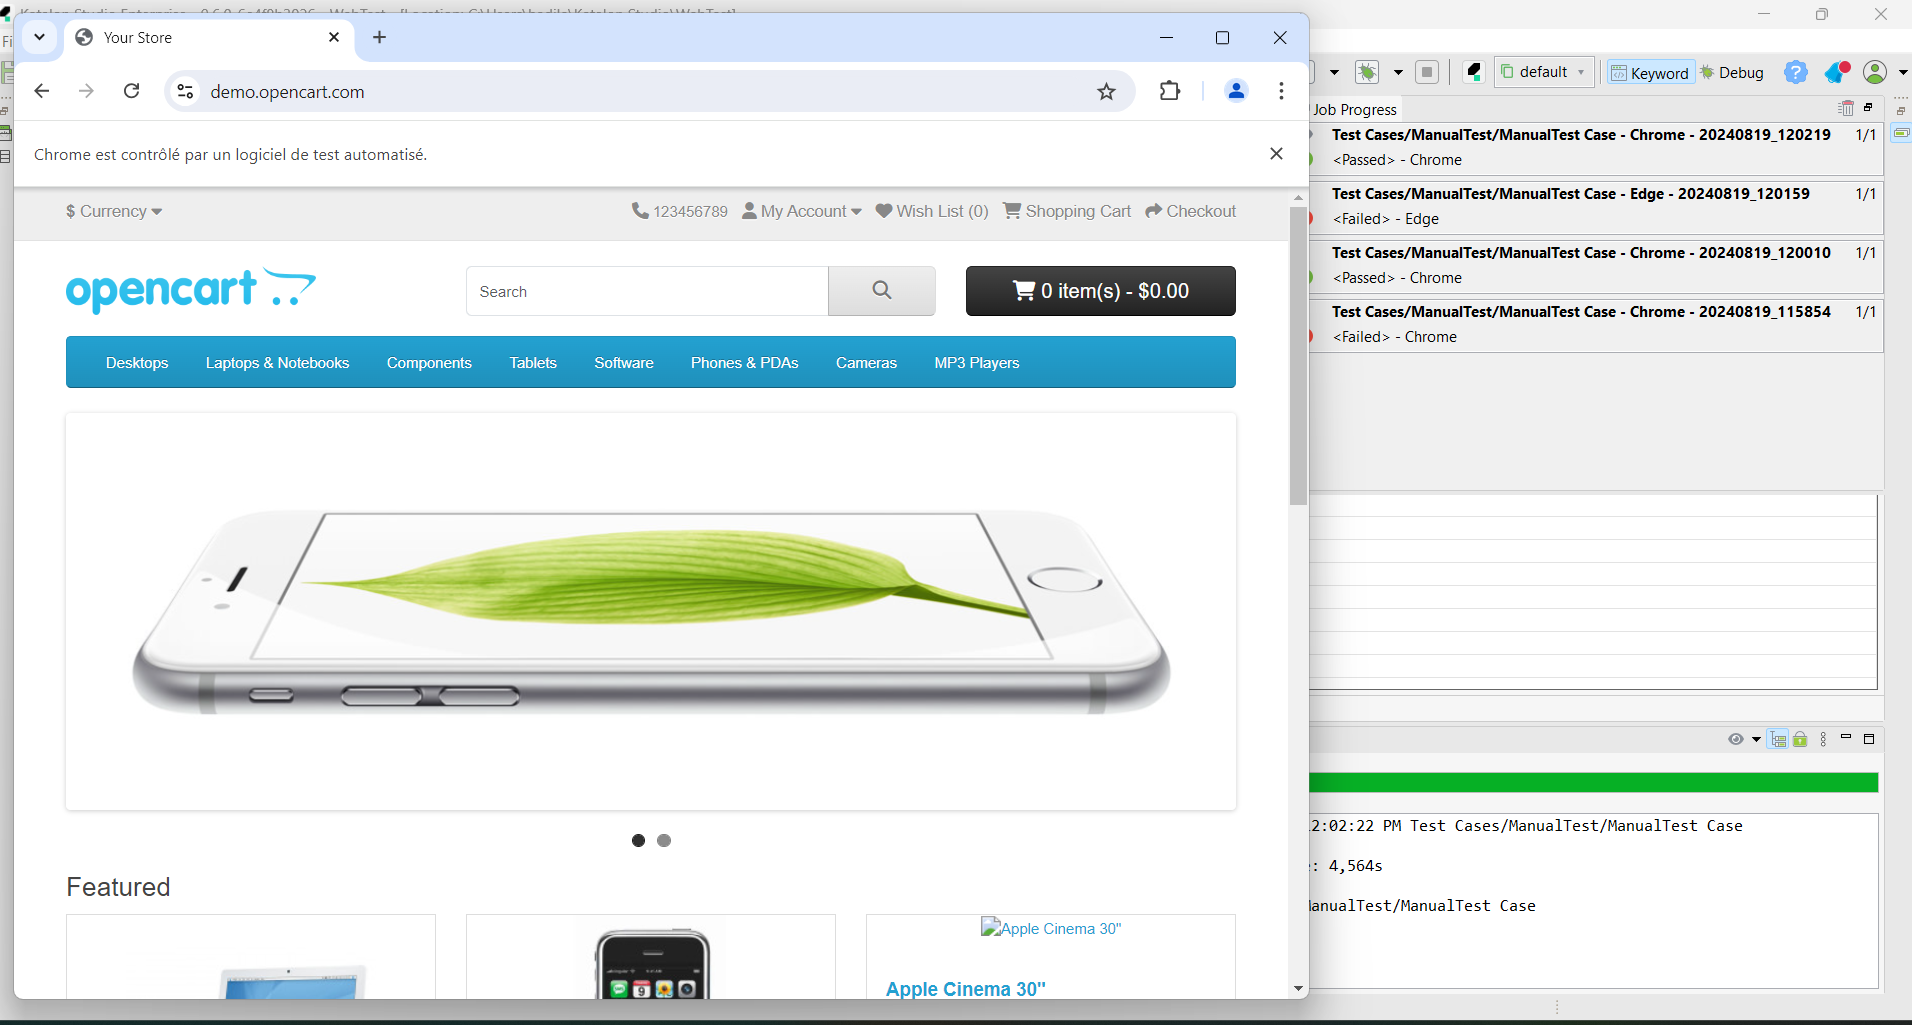 Your Store
demo.opencart.com
Chrome est contrôlé par un logiciel de test automatisé.
$ Currency
123456789 My Account Wish List (0) Shopping Cart Checkout
opencart
Search
0 item(s) - $0.00
Desktops Laptops & Notebooks Components Tablets Software Phones & PDAs Cameras MP3 Players
Featured
Apple Cinema 30"
Apple Cinema 30"
default
Keyword
Debug
Job Progress
Test Cases/ManualTest/ManualTest Case - Chrome - 20240819_120219 1/1
<Passed> - Chrome
Test Cases/ManualTest/ManualTest Case - Edge - 20240819_120159 1/1
<Failed> - Edge
Test Cases/ManualTest/ManualTest Case - Chrome - 20240819_120010 1/1
<Passed> - Chrome
Test Cases/ManualTest/ManualTest Case - Chrome - 20240819_115854 1/1
<Failed> - Chrome
2:02:22 PM Test Cases/ManualTest/ManualTest Case
: 4,564s
ManualTest/ManualTest Case